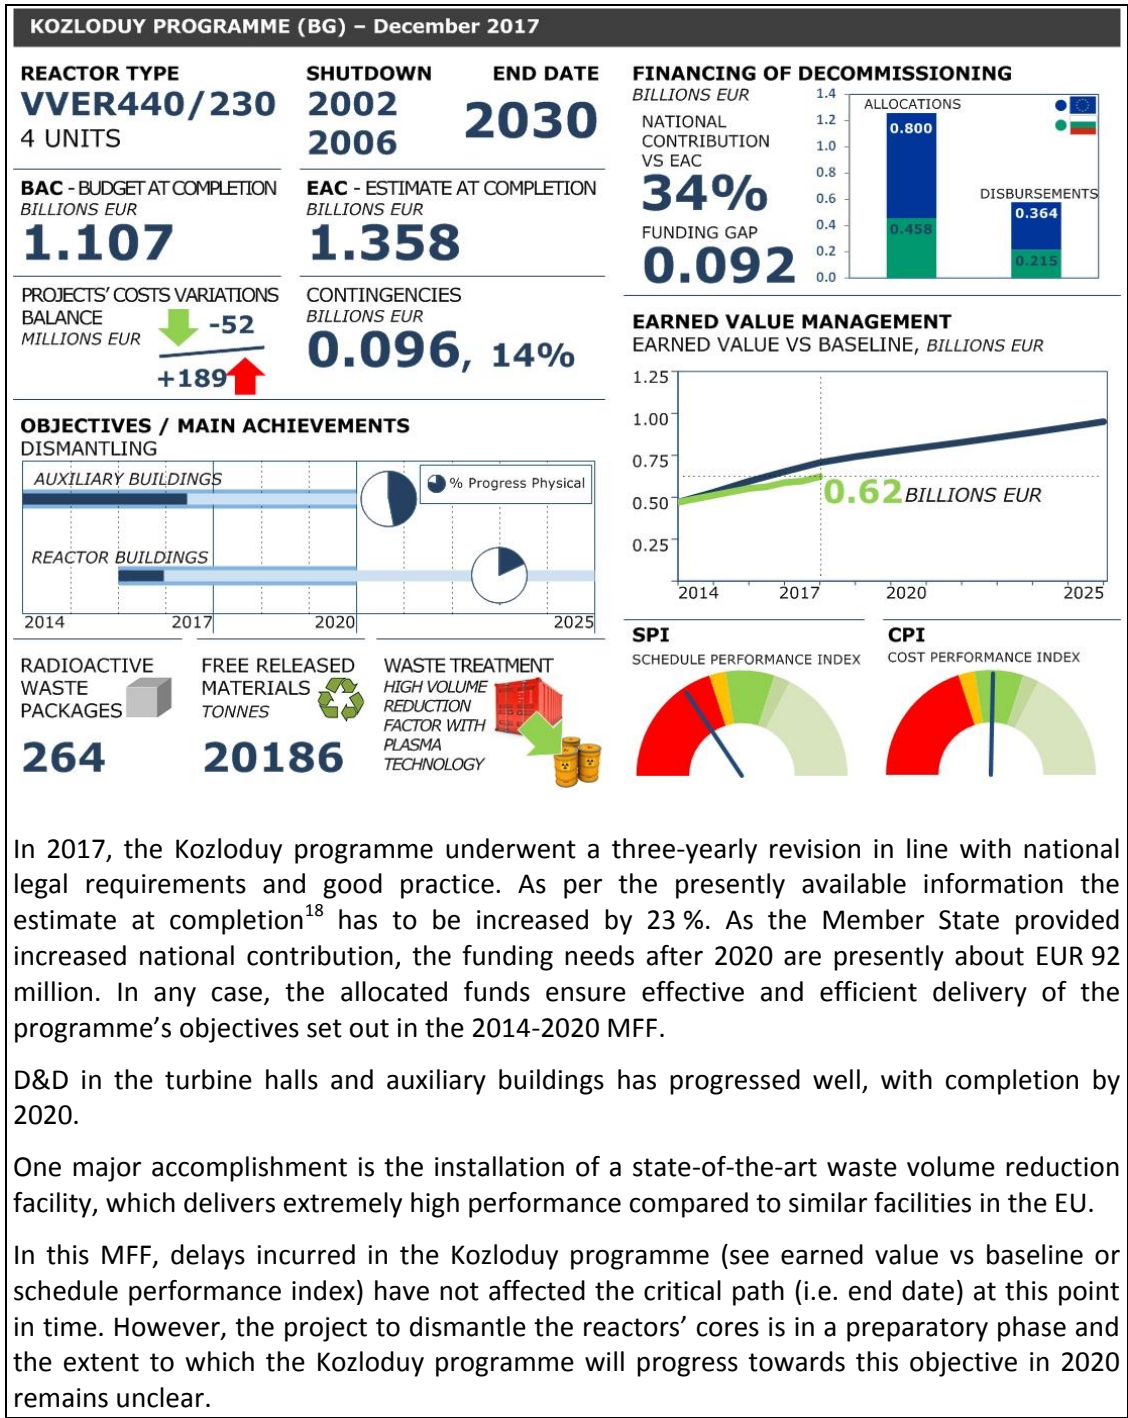 KOZLODUY PROGRAMME (BG) – December 2017
REACTOR TYPE
VVER440/230
4 UNITS
SHUTDOWN
2002
2006
END DATE
2030
BAC - BUDGET AT COMPLETION
BILLIONS EUR
1.107
EAC - ESTIMATE AT COMPLETION
BILLIONS EUR
1.358
PROJECTS' COSTS VARIATIONS
BALANCE
MILLIONS EUR
-52
+189
CONTINGENCIES
BILLIONS EUR
0.096, 14%
FINANCING OF DECOMMISSIONING
BILLIONS EUR
NATIONAL
CONTRIBUTION
VS EAC
34%
FUNDING GAP
0.092
1.4
1.2
1.0
0.8
0.6
0.4
0.2
0.0
ALLOCATIONS
0.800
0.458
DISBURSEMENTS
0.364
0.215
EARNED VALUE MANAGEMENT
EARNED VALUE VS BASELINE, BILLIONS EUR
1.25
1.00
0.75
0.50
0.25
0.62 BILLIONS EUR
2014 2017 2020 2025
OBJECTIVES / MAIN ACHIEVEMENTS
DISMANTLING
AUXILIARY BUILDINGS
% Progress Physical
REACTOR BUILDINGS
2014 2017 2020 2025
RADIOACTIVE
WASTE
PACKAGES
264
FREE RELEASED
MATERIALS
TONNES
20186
WASTE TREATMENT
HIGH VOLUME
REDUCTION
FACTOR WITH
PLASMA
TECHNOLOGY
SPI
SCHEDULE PERFORMANCE INDEX
CPI
COST PERFORMANCE INDEX
In 2017, the Kozloduy programme underwent a three-yearly revision in line with national
legal requirements and good practice. As per the presently available information the
estimate at completion18 has to be increased by 23 %. As the Member State provided
increased national contribution, the funding needs after 2020 are presently about EUR 92
million. In any case, the allocated funds ensure effective and efficient delivery of the
programme's objectives set out in the 2014-2020 MFF.
D&D in the turbine halls and auxiliary buildings has progressed well, with completion by
2020.
One major accomplishment is the installation of a state-of-the-art waste volume reduction
facility, which delivers extremely high performance compared to similar facilities in the EU.
In this MFF, delays incurred in the Kozloduy programme (see earned value vs baseline or
schedule performance index) have not affected the critical path (i.e. end date) at this point
in time. However, the project to dismantle the reactors' cores is in a preparatory phase and
the extent to which the Kozloduy programme will progress towards this objective in 2020
remains unclear.